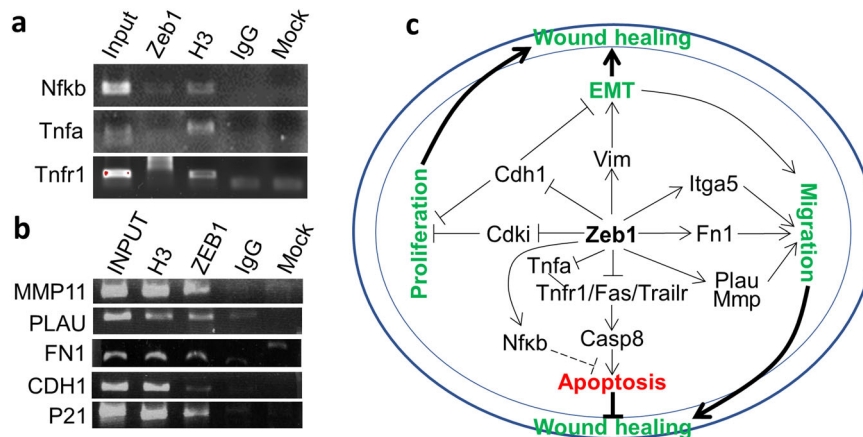 a
Input Zeb1 H3 IgG Mock
Nfkb
Tnfa
Tnfr1
b
INPUT H3 ZEB1 IgG Mock
MMP11
PLAU
FN1
CDH1
P21
c
Wound healing
EMT
Vim
Cdh1
Itga5
Proliferation
Cdki
Zeb1
Fn1
Migration
Tnfa
Tnfr1/Fas/Trailr
Plau
Mmp
Nfκb
Casp8
Apoptosis
Wound healing